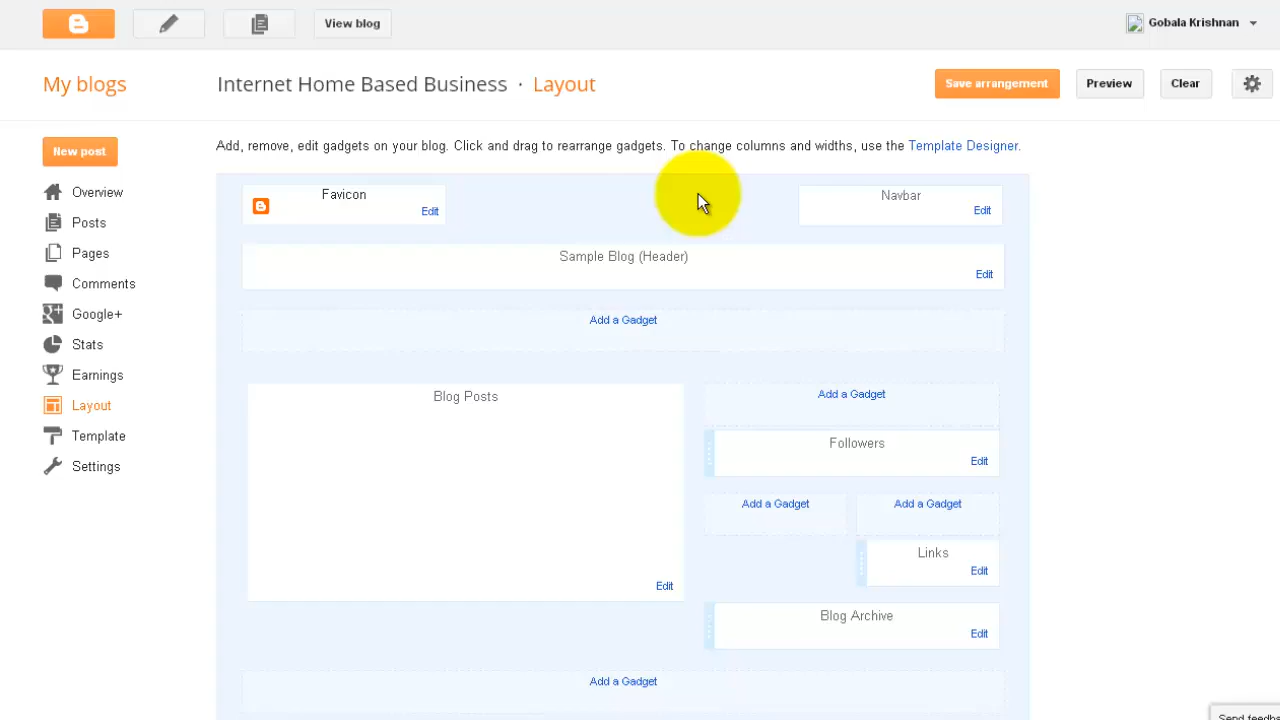 View blog
Gobala Krishnan
My blogs
Internet Home Based Business · Layout
Save arrangement
Preview
Clear
New post
Add, remove, edit gadgets on your blog. Click and drag to rearrange gadgets. To change columns and widths, use the Template Designer.
Overview
Posts
Pages
Comments
Google+
Stats
Earnings
Layout
Template
Settings
Favicon
Edit
Navbar
Edit
Sample Blog (Header)
Edit
Add a Gadget
Blog Posts
Edit
Add a Gadget
Followers
Edit
Add a Gadget
Add a Gadget
Links
Edit
Blog Archive
Edit
Add a Gadget